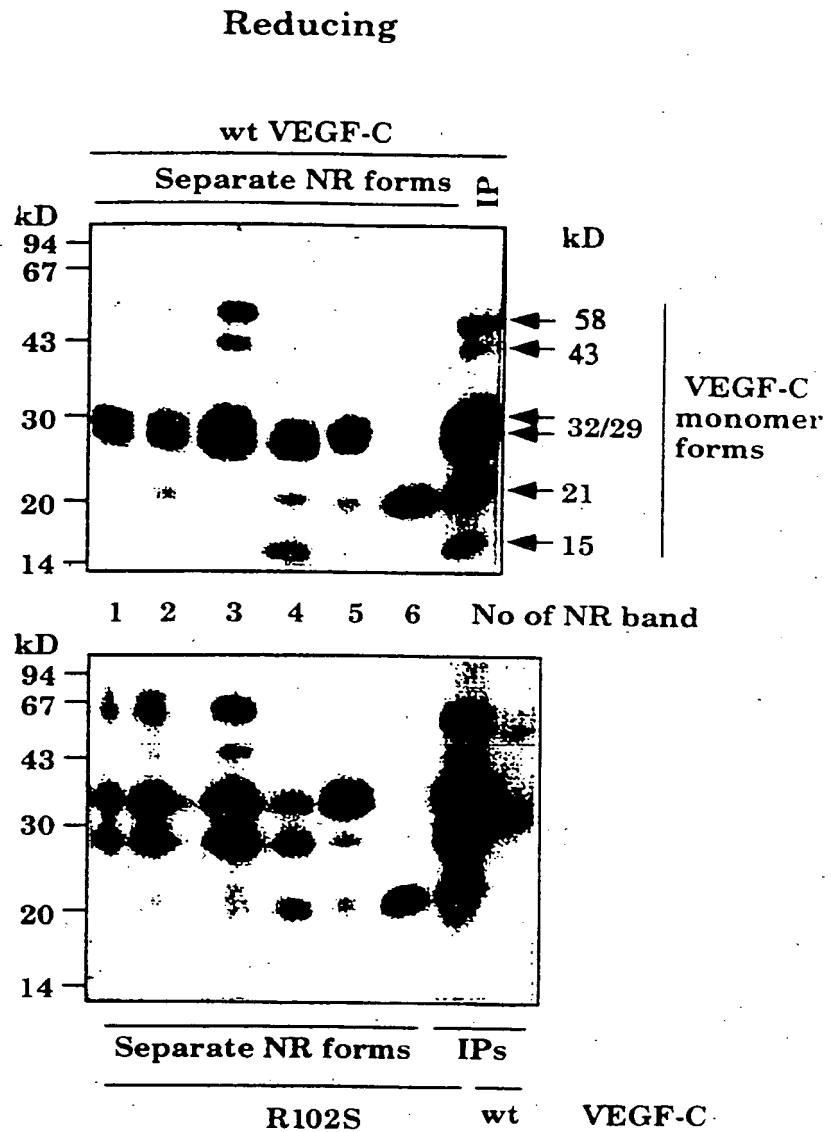 Reducing
wt VEGF-C
Separate NR forms IP
kD
94
67
43
30
20
14
kD
58
43
32/29
21
15
VEGF-C
monomer
forms
1 2 3 4 5 6 No of NR band
kD
94
67
43
30
20
14
Separate NR forms IPs
R102S wt VEGF-C